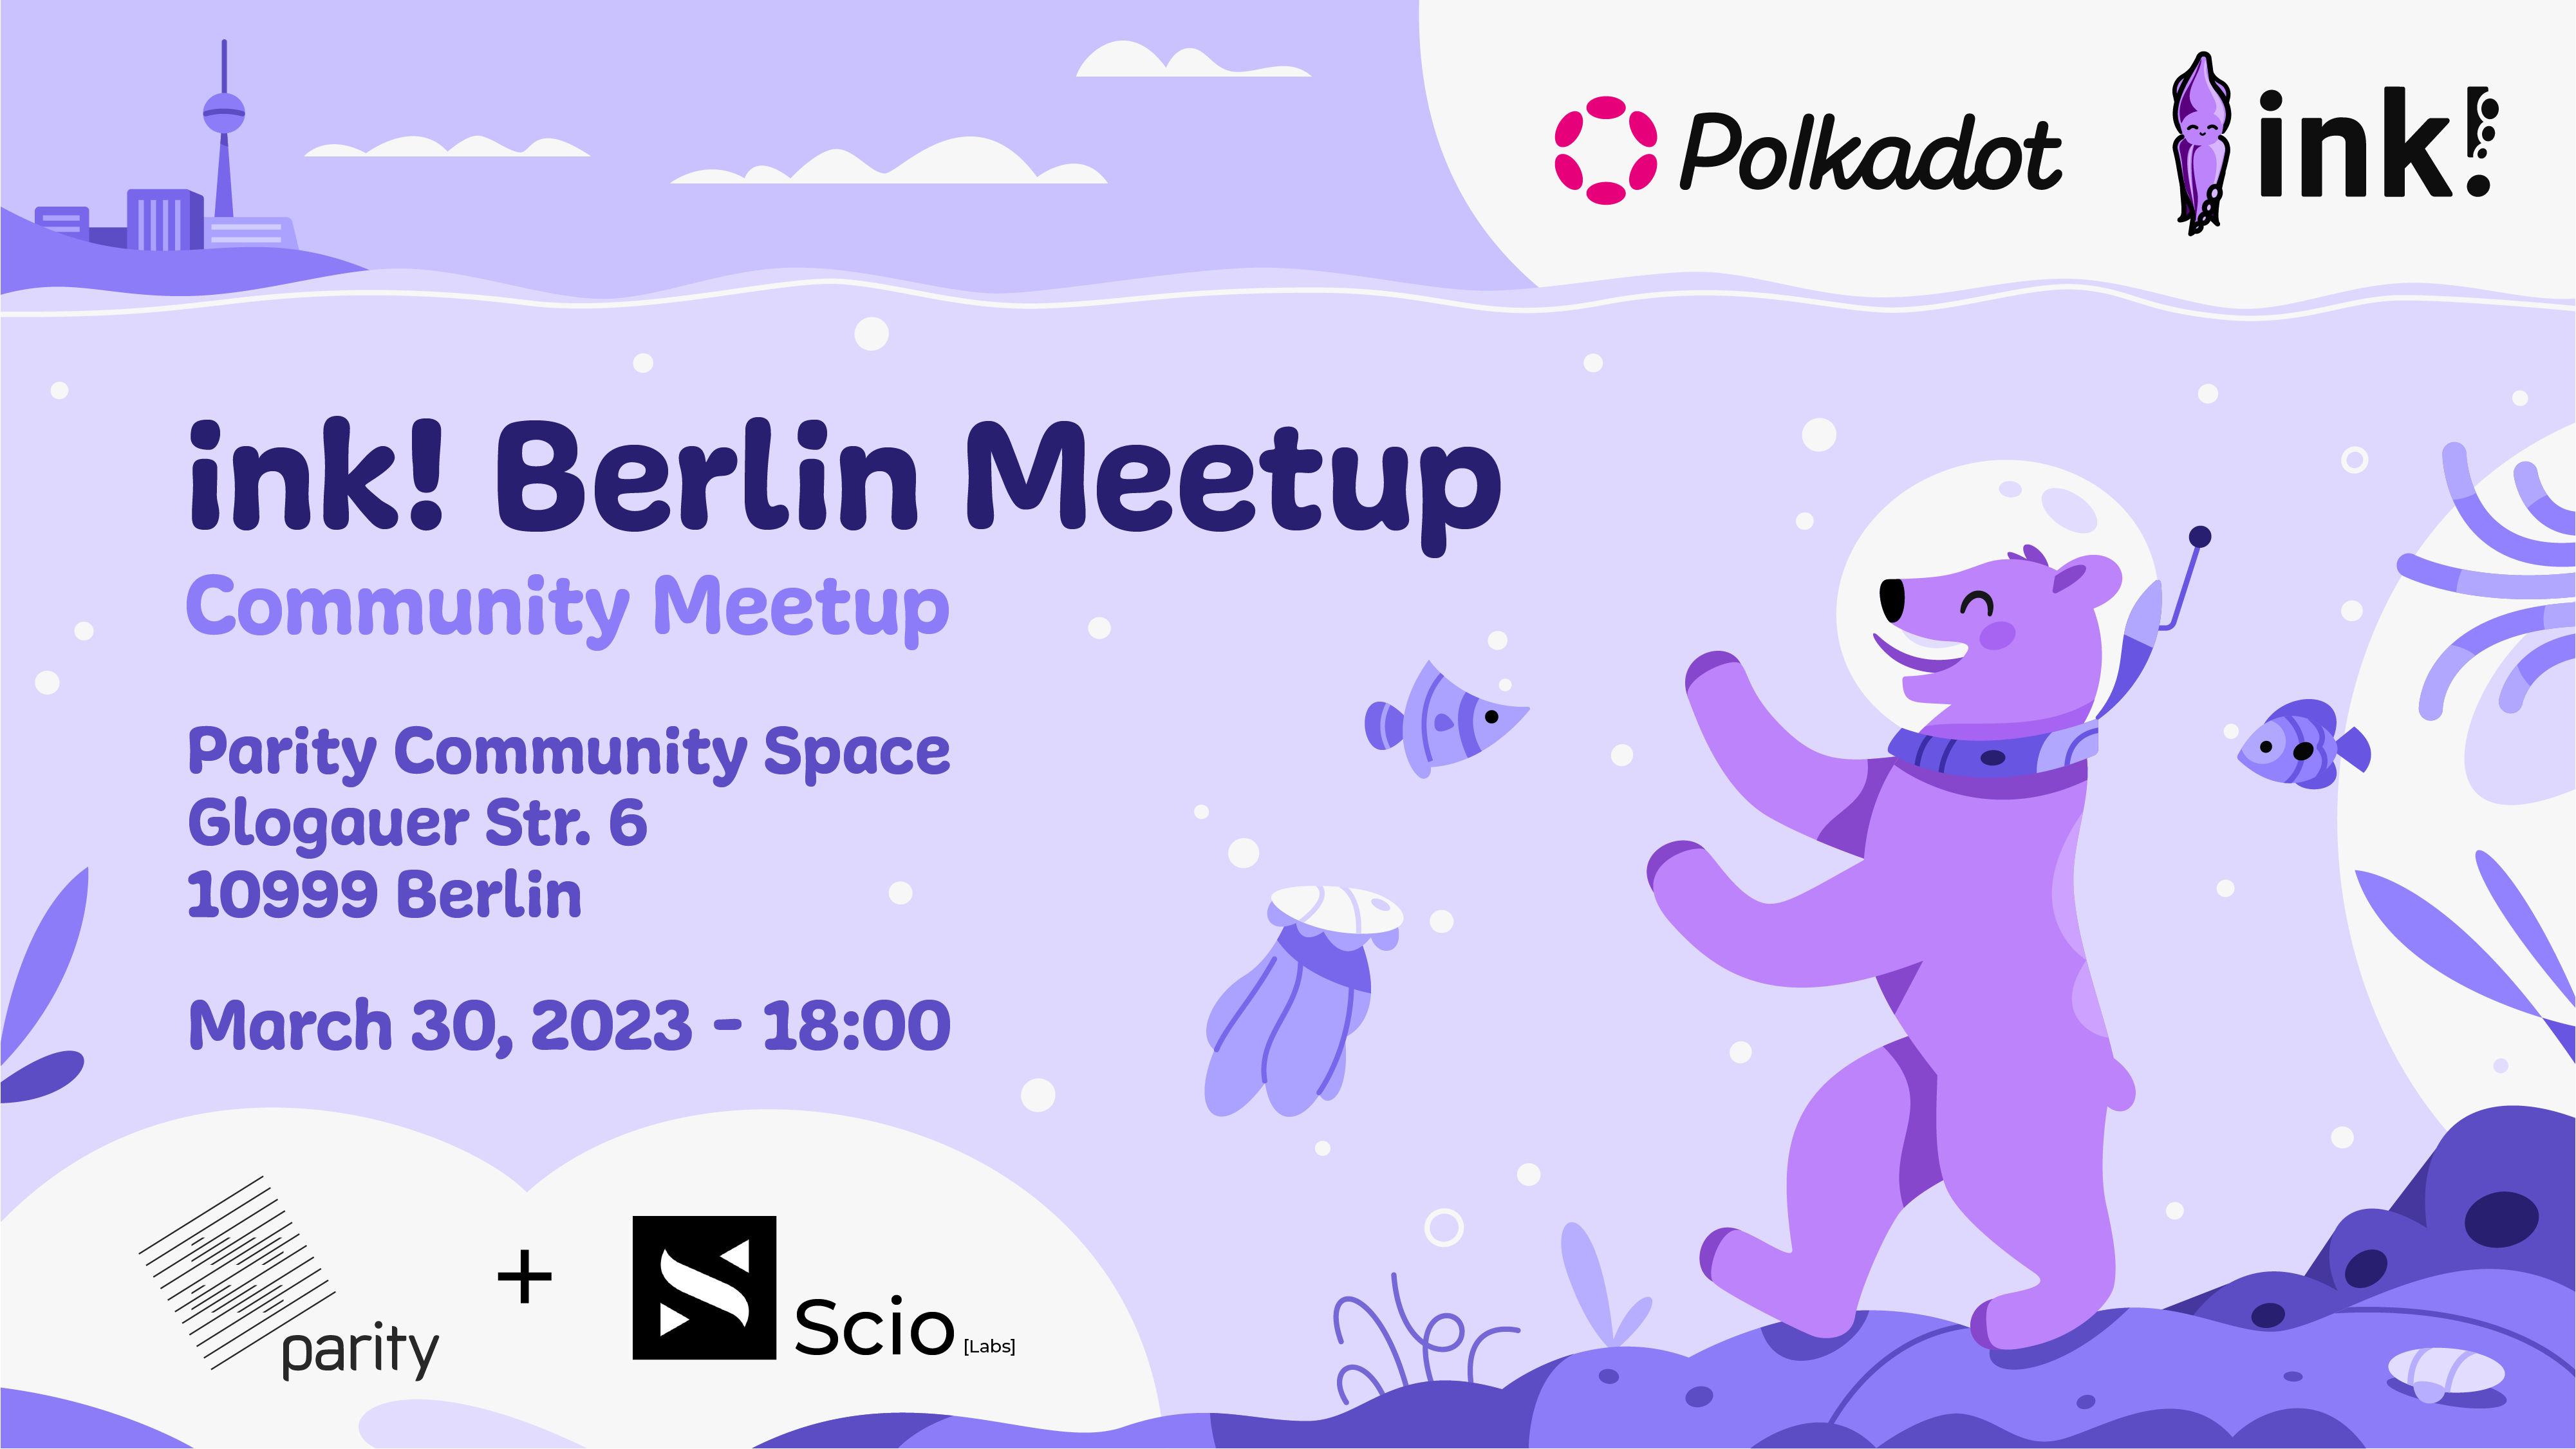 Polkadot ink!
ink! Berlin Meetup
Community Meetup
Parity Community Space
Glogauer Str. 6
10999 Berlin
March 30, 2023 - 18:00
parity + Scio [Labs]